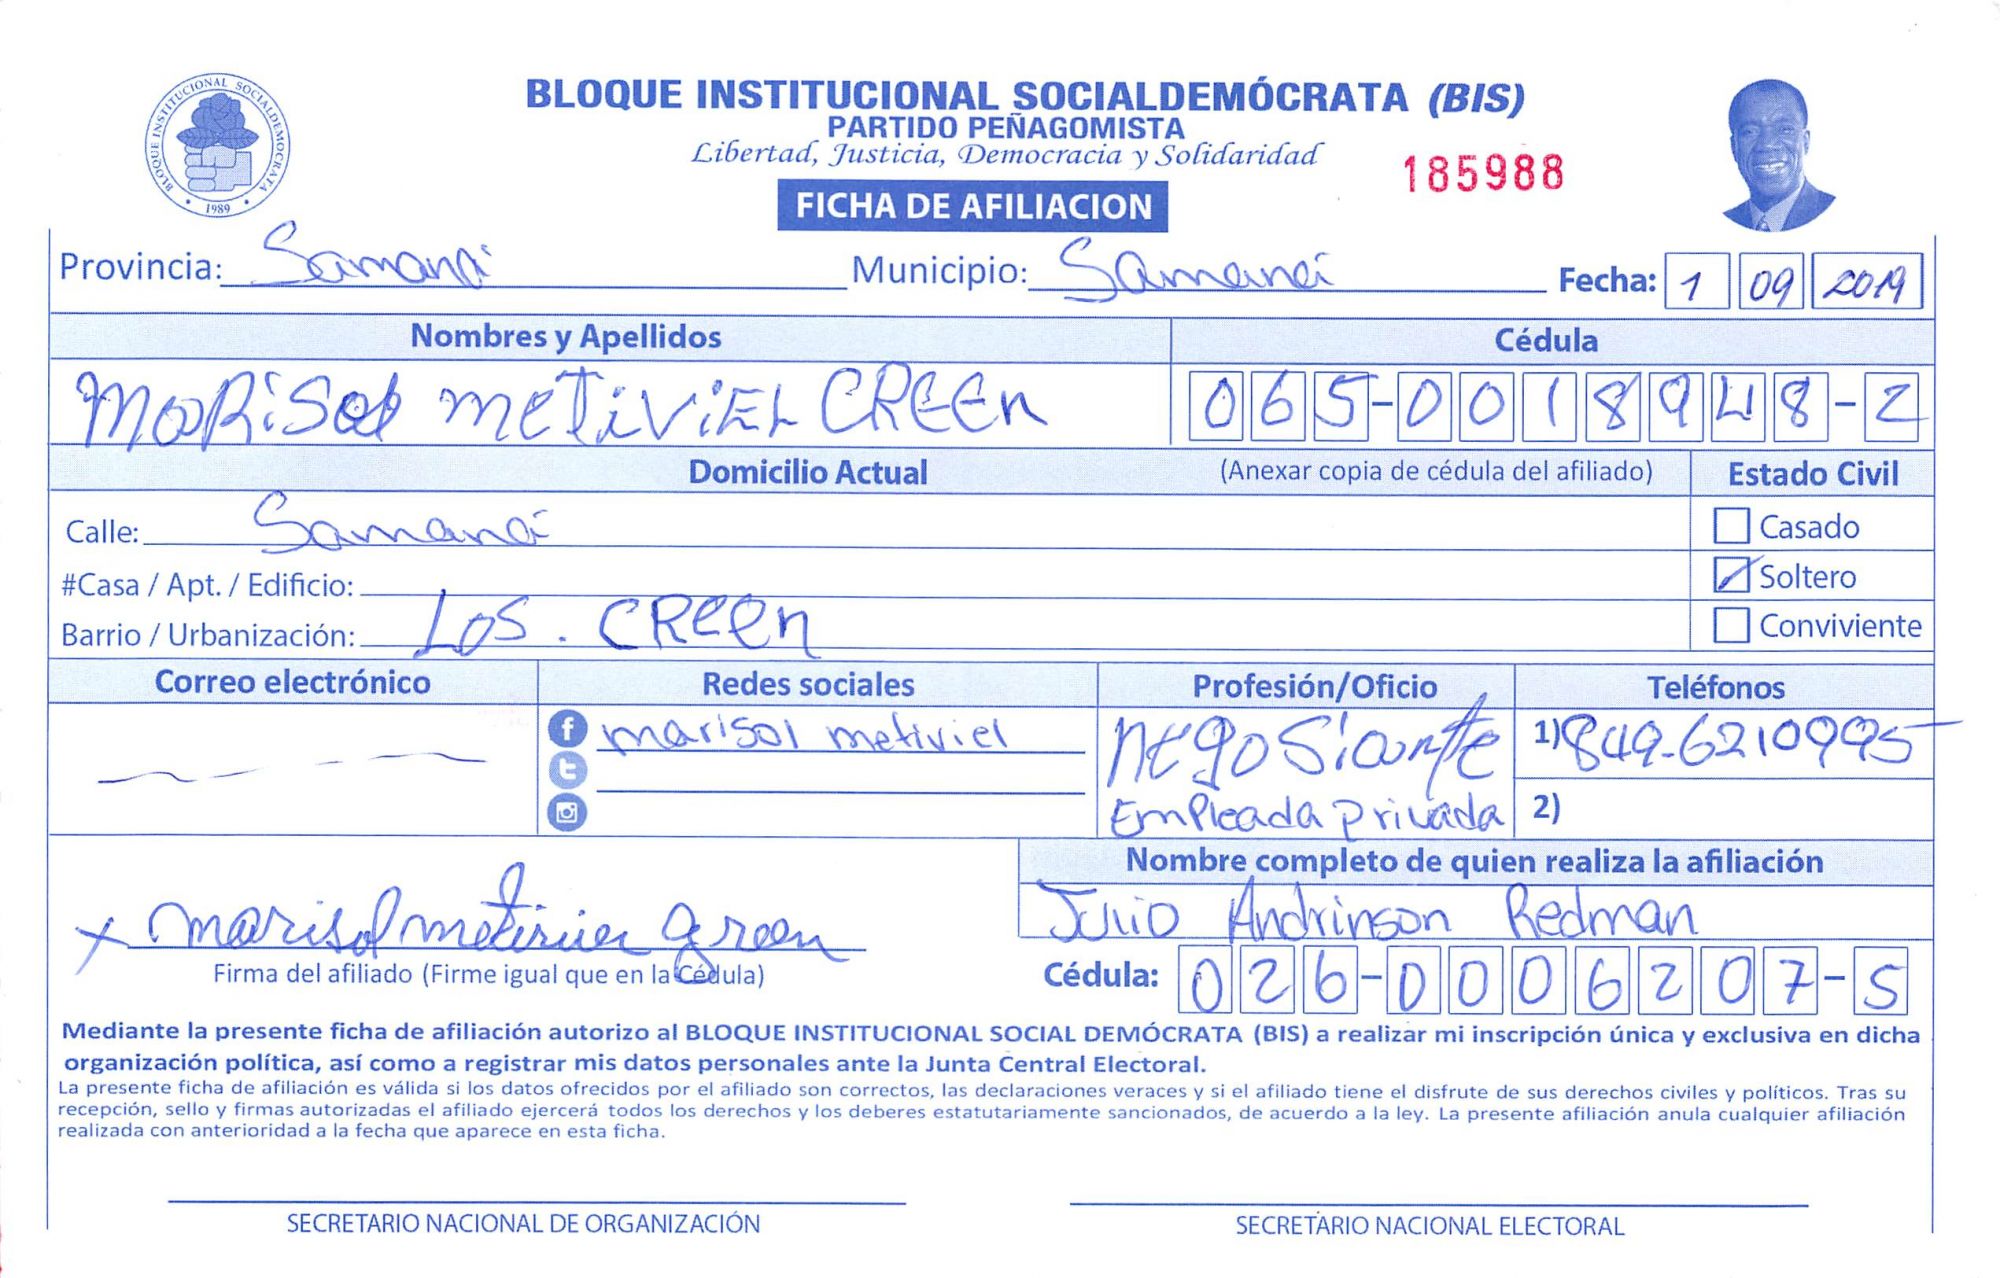 BLOQUE INSTITUCIONAL SOCIALDEMÓCRATA
1989
BLOQUE INSTITUCIONAL SOCIALDEMÓCRATA (BIS)
PARTIDO PEÑAGOMISTA
Libertad, Justicia, Democracia y Solidaridad
185988
FICHA DE AFILIACION
Provincia: Samaná Municipio: Samaná Fecha: 1 09 2019
Nombres y Apellidos Cédula
MARiSol METiViEL CREEn 065-0018948-2
Domicilio Actual (Anexar copia de cédula del afiliado) Estado Civil
Calle: Samaná Casado
#Casa / Apt. / Edificio: Soltero
Barrio / Urbanización: Los. CREEn Conviviente
Correo electrónico Redes sociales Profesión/Oficio Teléfonos
marisol metiviel NEgoSiante 1) 849-6210995
Empleada privada 2)
Nombre completo de quien realiza la afiliación
x marisol metivier green Julio Andrinson Redman
Firma del afiliado (Firme igual que en la Cédula) Cédula: 026-0006207-5
Mediante la presente ficha de afiliación autorizo al BLOQUE INSTITUCIONAL SOCIAL DEMÓCRATA (BIS) a realizar mi inscripción única y exclusiva en dicha
organización política, así como a registrar mis datos personales ante la Junta Central Electoral.
La presente ficha de afiliación es válida si los datos ofrecidos por el afiliado son correctos, las declaraciones veraces y si el afiliado tiene el disfrute de sus derechos civiles y políticos. Tras su
recepción, sello y firmas autorizadas el afiliado ejercerá todos los derechos y los deberes estatutariamente sancionados, de acuerdo a la ley. La presente afiliación anula cualquier afiliación
realizada con anterioridad a la fecha que aparece en esta ficha.
SECRETARIO NACIONAL DE ORGANIZACIÓN SECRETARIO NACIONAL ELECTORAL